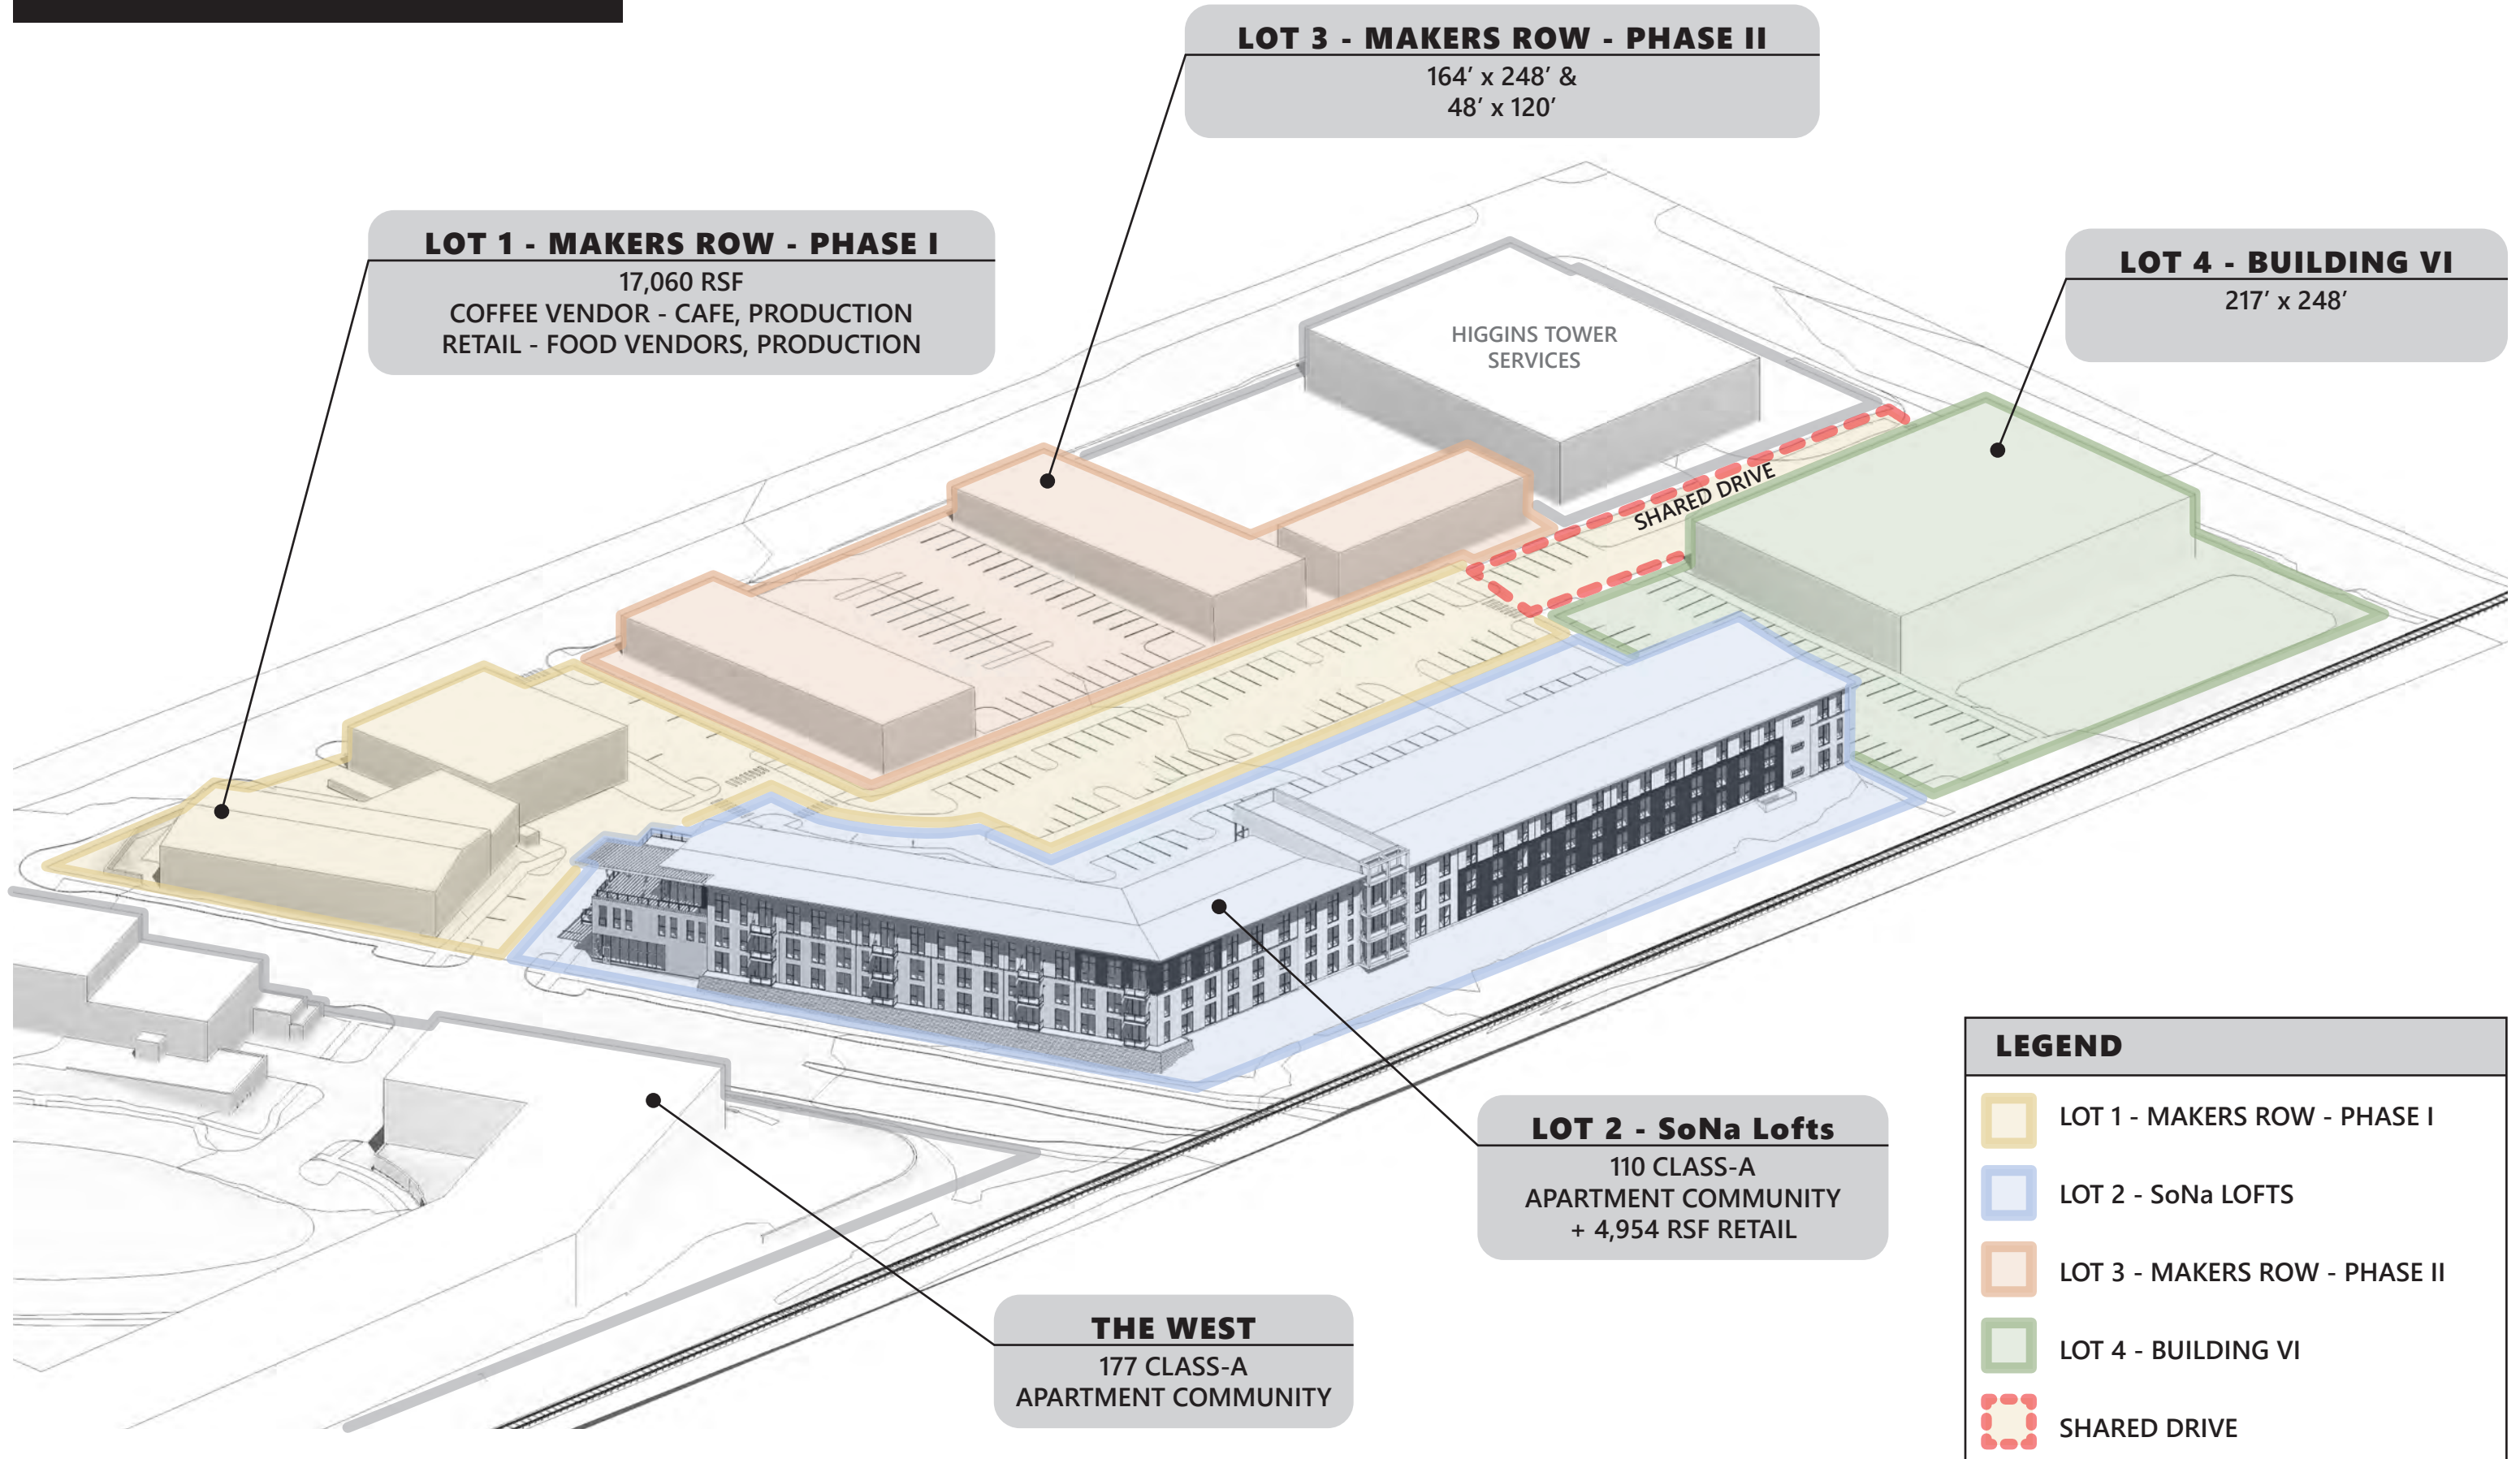 LOT 3 - MAKERS ROW - PHASE II
164’ x 248’ &
48’ x 120’
LOT 1 - MAKERS ROW - PHASE I
17,060 RSF
COFFEE VENDOR - CAFE, PRODUCTION
RETAIL - FOOD VENDORS, PRODUCTION
LOT 4 - BUILDING VI
217’ x 248’
HIGGINS TOWER
SERVICES
SHARED DRIVE
LOT 2 - SoNa Lofts
110 CLASS-A
APARTMENT COMMUNITY
+ 4,954 RSF RETAIL
THE WEST
177 CLASS-A
APARTMENT COMMUNITY
LEGEND
LOT 1 - MAKERS ROW - PHASE I
LOT 2 - SoNa LOFTS
LOT 3 - MAKERS ROW - PHASE II
LOT 4 - BUILDING VI
SHARED DRIVE